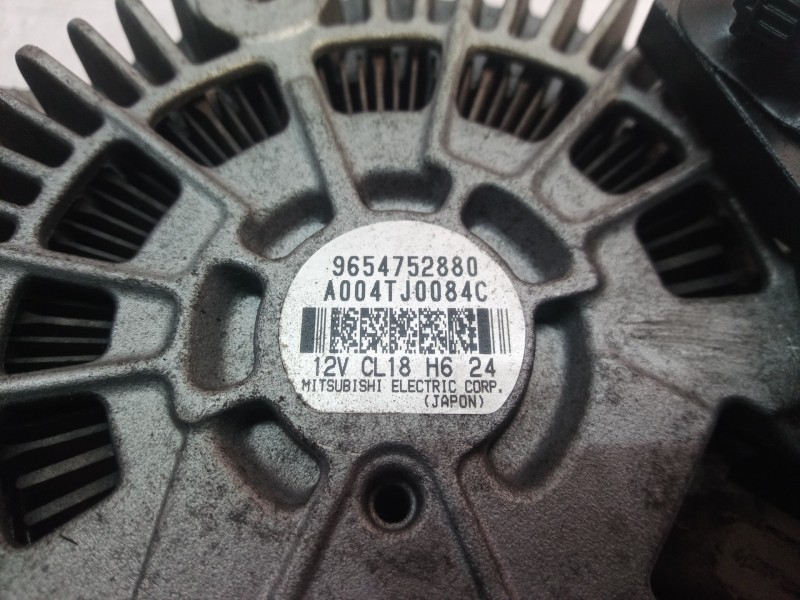 9654752880
A004TJ0084C
12V CL18 H6 24
MITSUBISHI ELECTRIC CORP.
(JAPON)